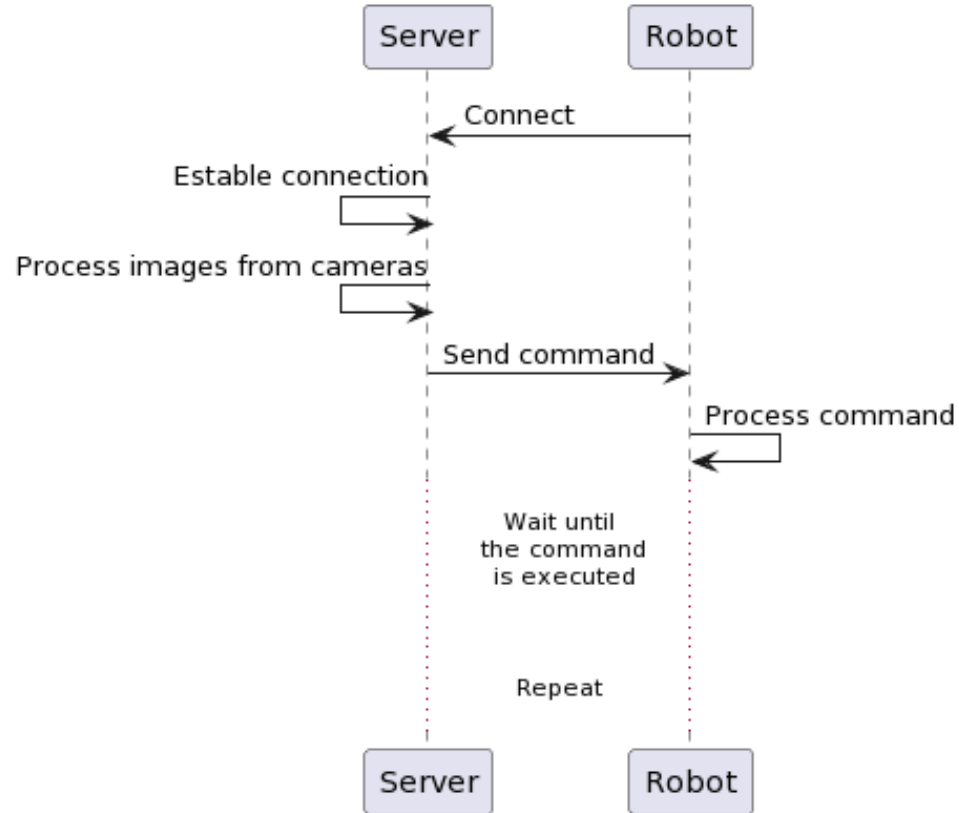 Server
Robot
Connect
Estable connection
Process images from cameras
Send command
Process command
Wait until
the command
is executed
Repeat
Server
Robot